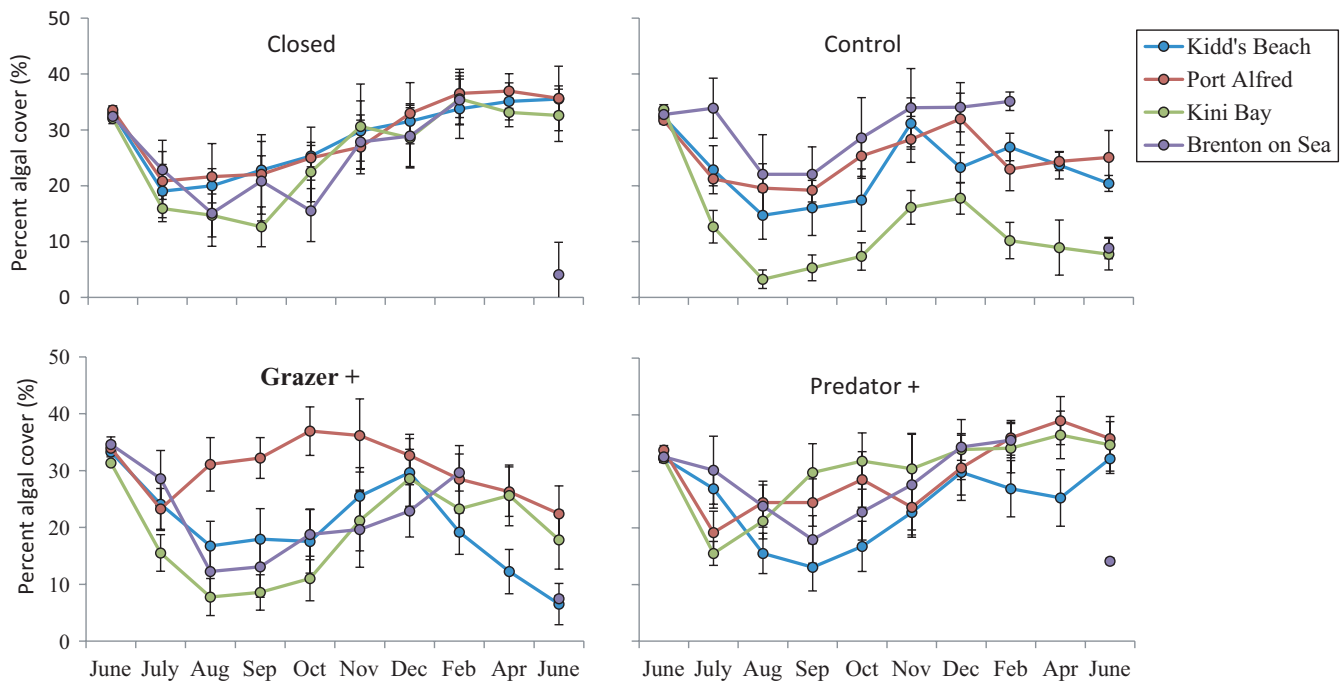 Closed
Control
Kidd's Beach
Port Alfred
Kini Bay
Brenton on Sea
Percent algal cover (%)
50
40
30
20
10
0
Percent algal cover (%)
50
40
30
20
10
0
Grazer +
Predator +
June July Aug Sep Oct Nov Dec Feb Apr June
June July Aug Sep Oct Nov Dec Feb Apr June